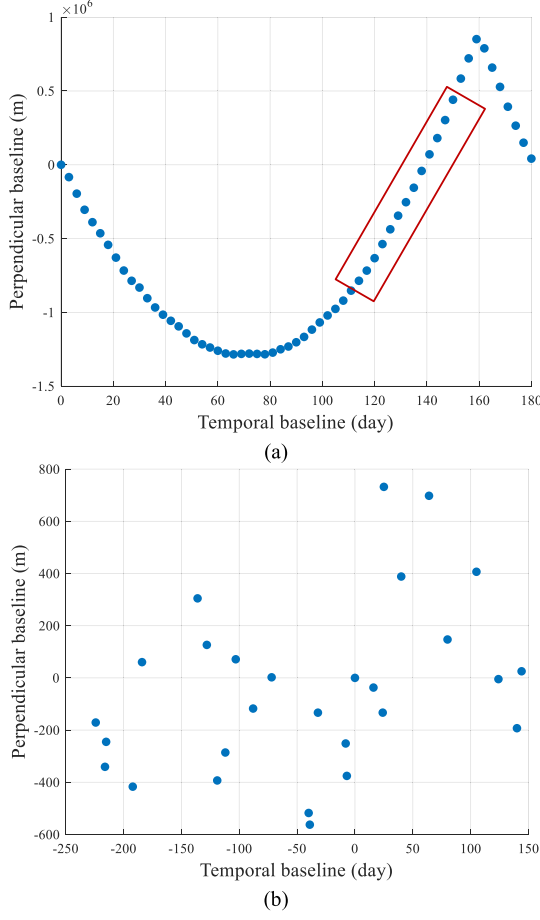 ×10⁶
1
0.5
0
-0.5
-1
-1.5
Perpendicular baseline (m)
0 20 40 60 80 100 120 140 160 180
Temporal baseline (day)
(a)
800
600
400
200
0
-200
-400
-600
Perpendicular baseline (m)
-250 -200 -150 -100 -50 0 50 100 150
Temporal baseline (day)
(b)